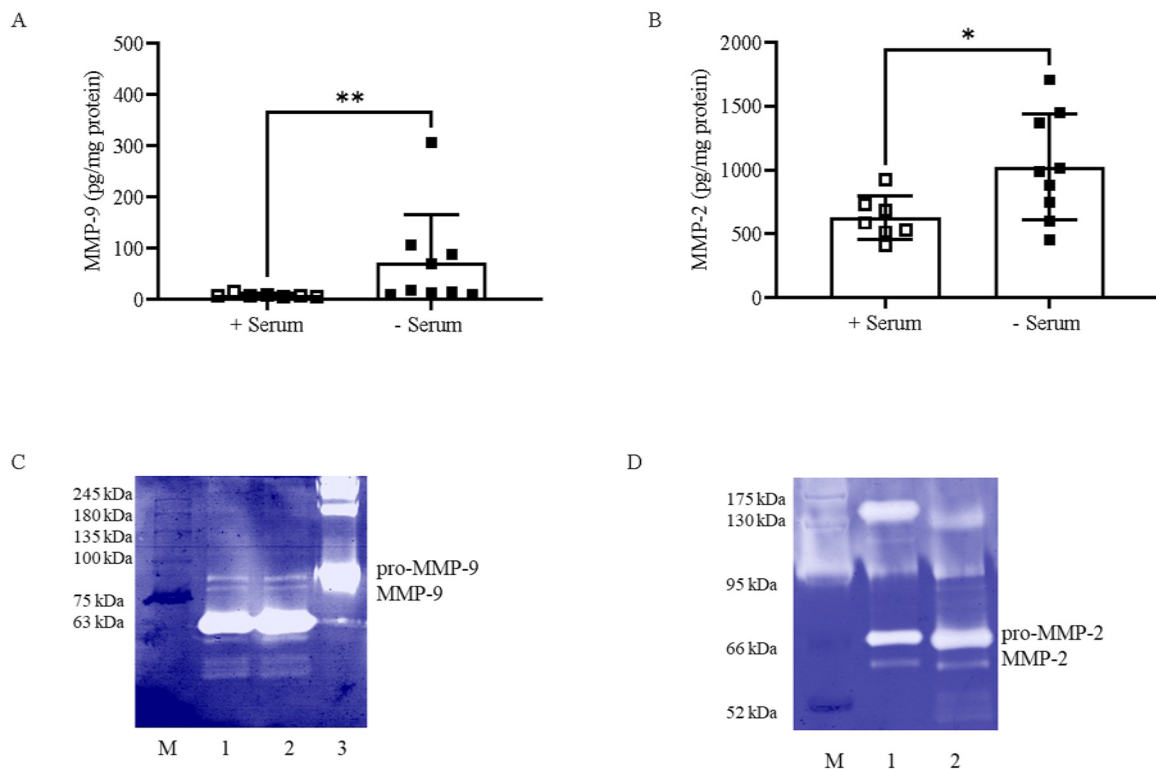 A
MMP-9 (pg/mg protein)
500
400
300
200
100
0
**
+ Serum
- Serum
B
MMP-2 (pg/mg protein)
2000
1500
1000
500
0
*
+ Serum
- Serum
C
245 kDa
180 kDa
135 kDa
100 kDa
75 kDa
63 kDa
pro-MMP-9
MMP-9
M 1 2 3
D
175 kDa
130 kDa
95 kDa
66 kDa
52 kDa
pro-MMP-2
MMP-2
M 1 2